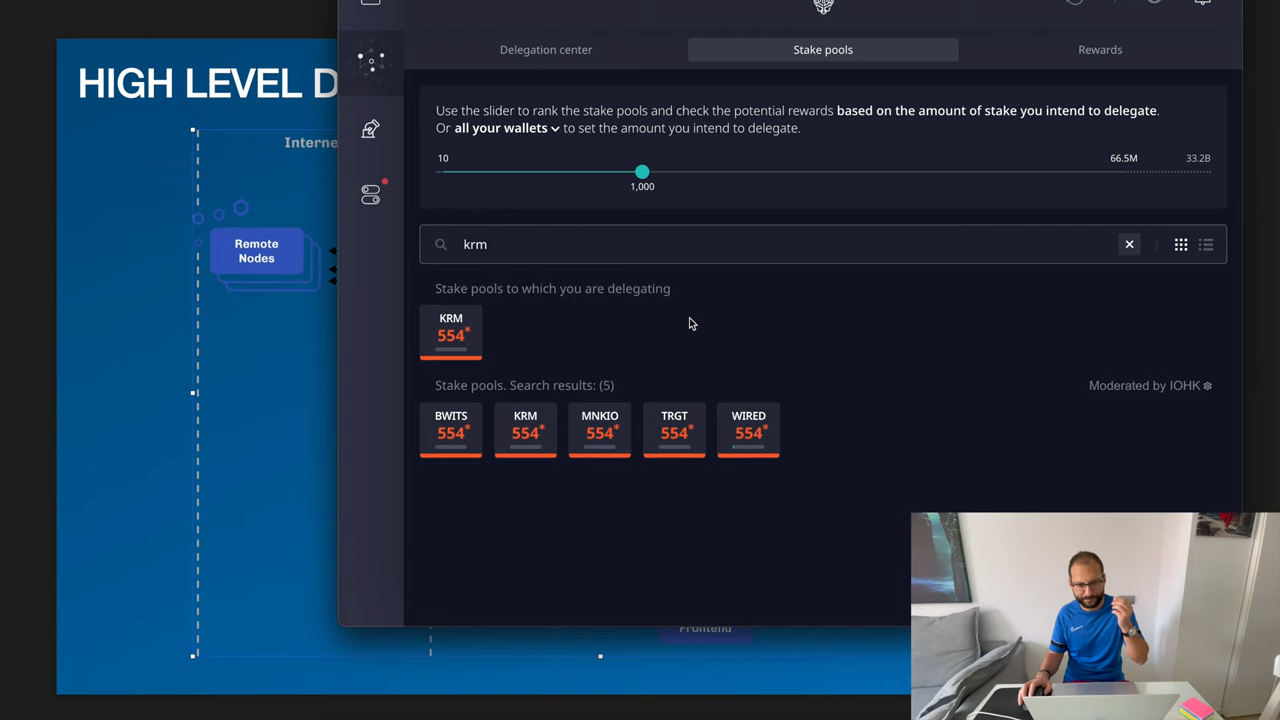 HIGH LEVEL D
Interne
Remote
Nodes
Delegation center
Stake pools
Rewards
Use the slider to rank the stake pools and check the potential rewards based on the amount of stake you intend to delegate.
Or all your wallets to set the amount you intend to delegate.
10
66.5M
33.2B
1,000
krm
Stake pools to which you are delegating
KRM
554*
Stake pools. Search results: (5)
Moderated by IOHK
BWITS
KRM
MNKIO
TRGT
WIRED
554*
554*
554*
554*
554*
Frontend